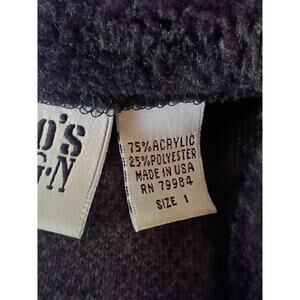 O'S
G·N
75% ACRYLIC
25% POLYESTER
MADE IN USA
RN 79984
SIZE 1